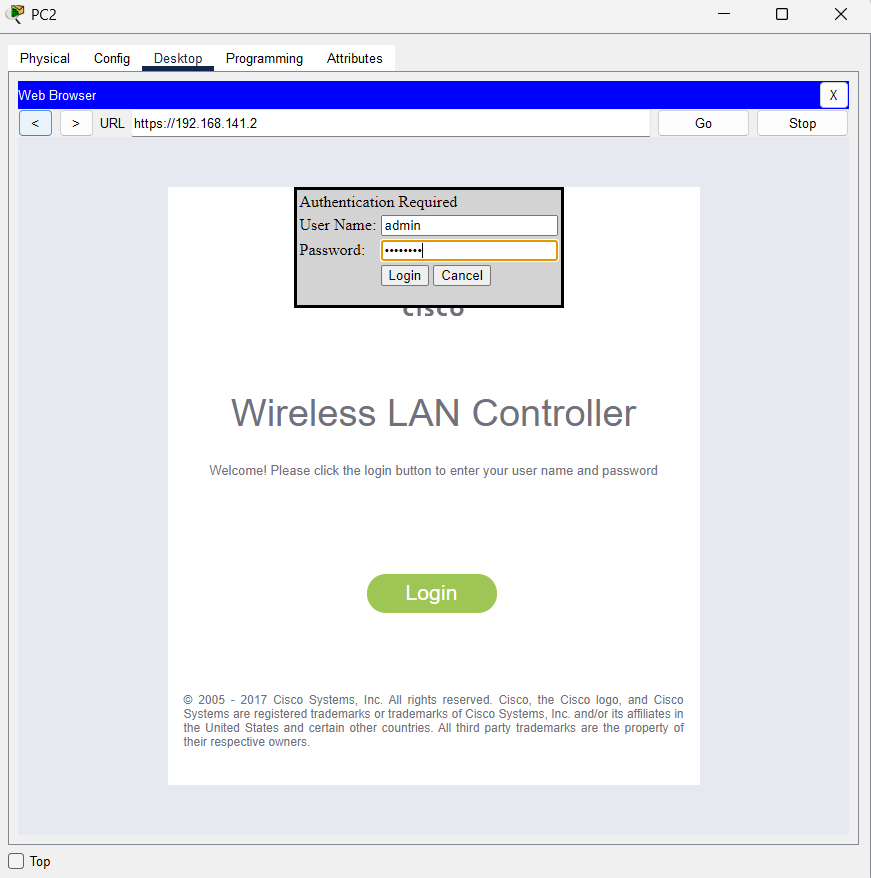 PC2
Physical Config Desktop Programming Attributes
Web Browser X
< > URL https://192.168.141.2 Go Stop
Authentication Required
User Name: admin
Password: ••••••••
Login Cancel
cisco
Wireless LAN Controller
Welcome! Please click the login button to enter your user name and password
Login
© 2005 - 2017 Cisco Systems, Inc. All rights reserved. Cisco, the Cisco logo, and Cisco
Systems are registered trademarks or trademarks of Cisco Systems, Inc. and/or its affiliates in
the United States and certain other countries. All third party trademarks are the property of
their respective owners.
Top